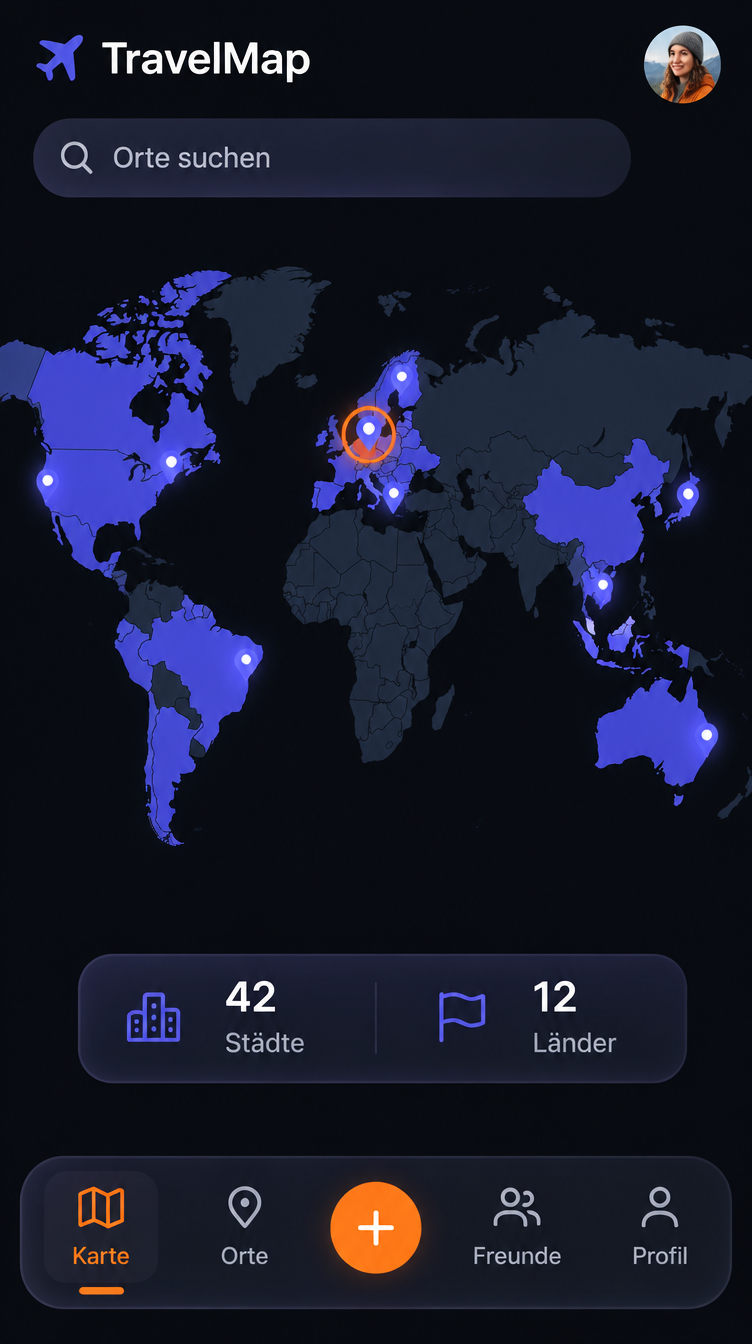 TravelMap
Orte suchen
42
Städte
12
Länder
Karte
Orte
Freunde
Profil